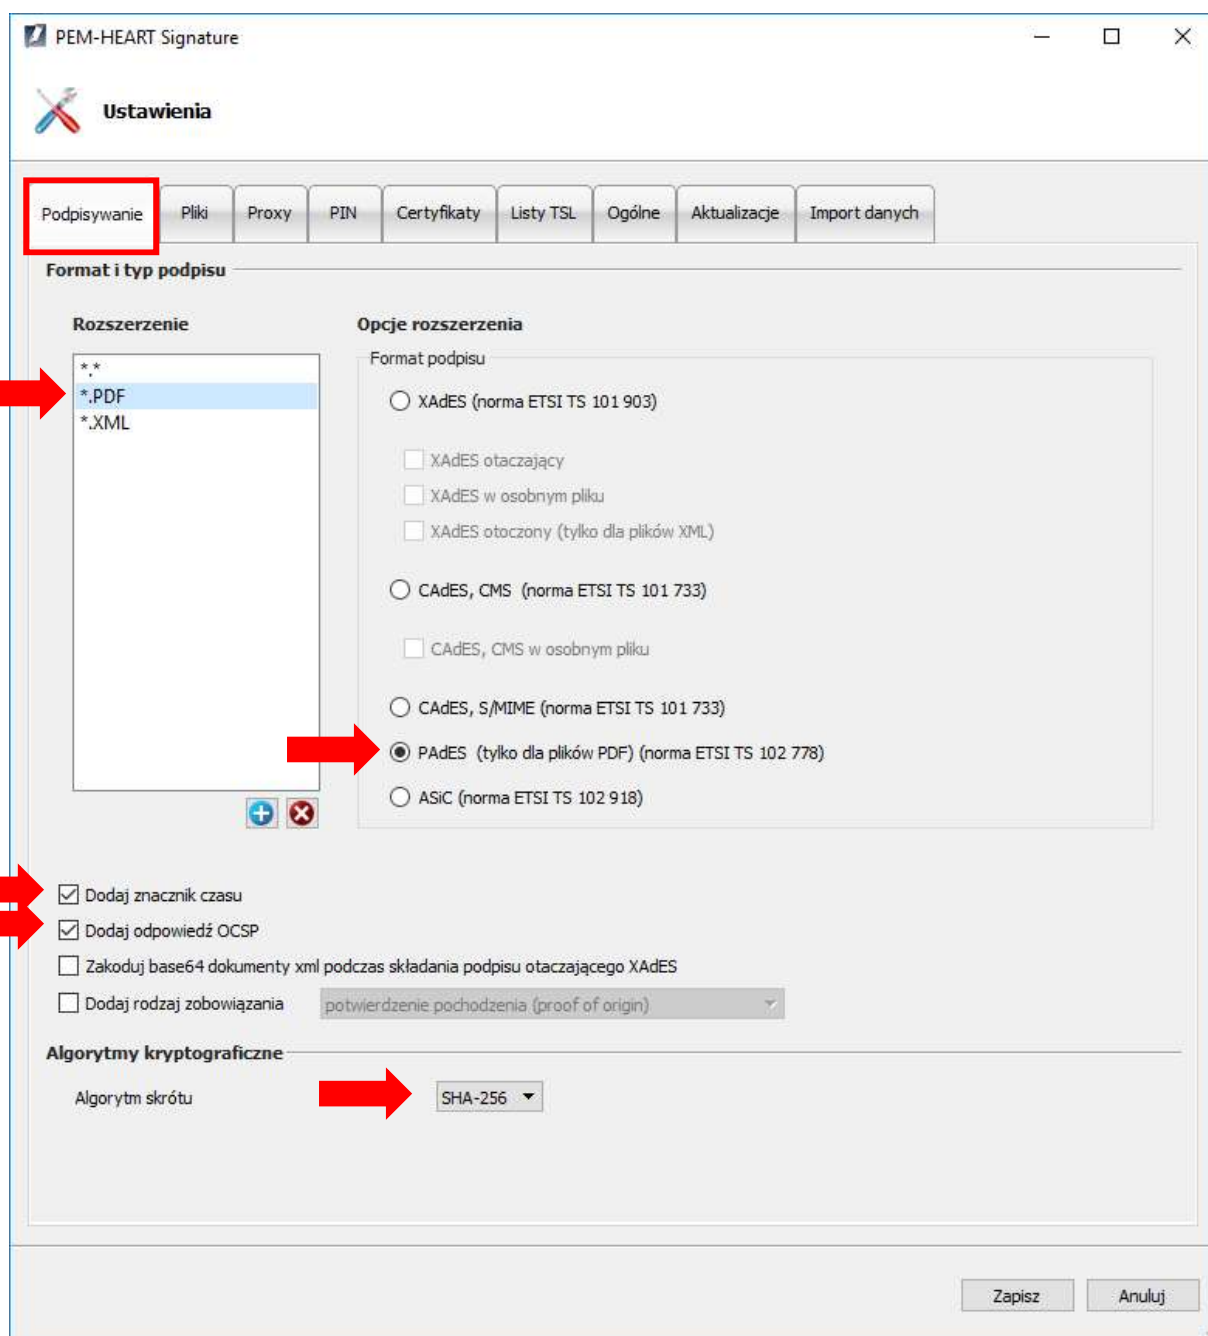 PEM-HEART Signature
Ustawienia
Podpisywanie Pliki Proxy PIN Certyfikaty Listy TSL Ogólne Aktualizacje Import danych
Format i typ podpisu
Rozszerzenie
*.*
*.PDF
*.XML
Opcje rozszerzenia
Format podpisu
XAdES (norma ETSI TS 101 903)
XAdES otaczający
XAdES w osobnym pliku
XAdES otoczony (tylko dla plików XML)
CAdES, CMS (norma ETSI TS 101 733)
CAdES, CMS w osobnym pliku
CAdES, S/MIME (norma ETSI TS 101 733)
PAdES (tylko dla plików PDF) (norma ETSI TS 102 778)
ASiC (norma ETSI TS 102 918)
Dodaj znacznik czasu
Dodaj odpowiedź OCSP
Zakoduj base64 dokumenty xml podczas składania podpisu otaczającego XAdES
Dodaj rodzaj zobowiązania potwierdzenie pochodzenia (proof of origin)
Algorytmy kryptograficzne
Algorytm skrótu SHA-256
Zapisz Anuluj